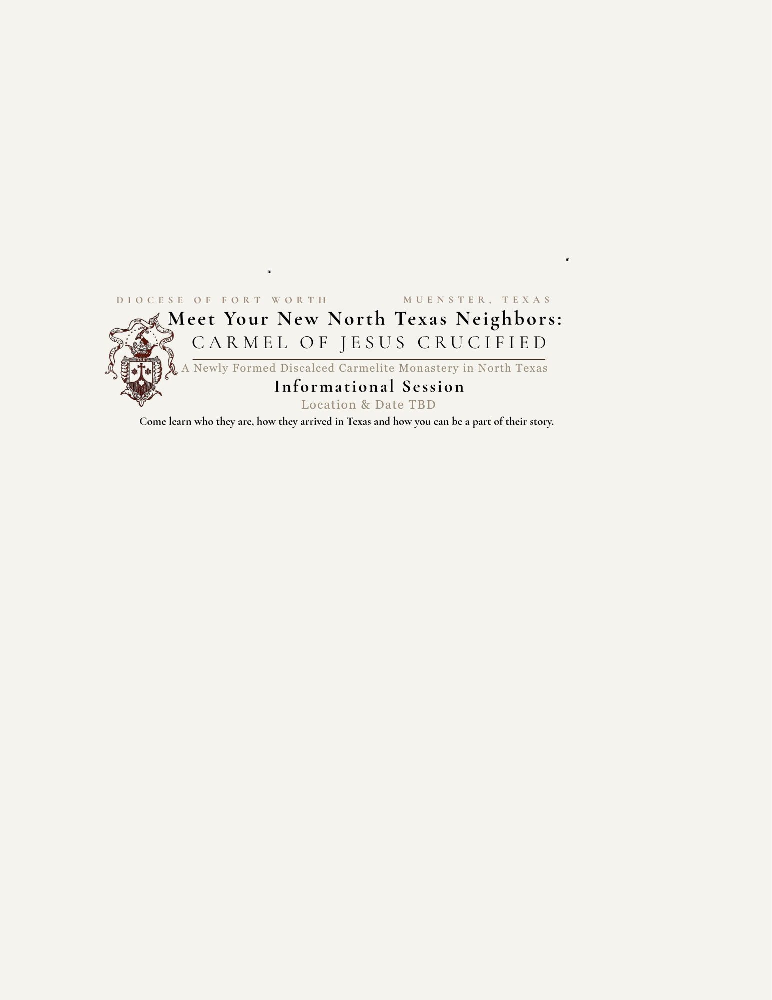 DIOCESE OF FORT WORTH MUENSTER, TEXAS
Meet Your New North Texas Neighbors:
CARMEL OF JESUS CRUCIFIED
A Newly Formed Discalced Carmelite Monastery in North Texas
Informational Session
Location & Date TBD
Come learn who they are, how they arrived in Texas and how you can be a part of their story.